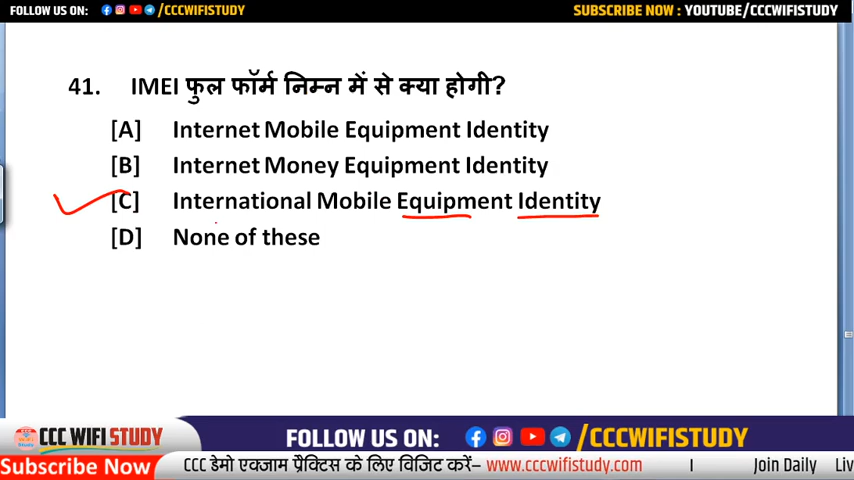 FOLLOW US ON: /CCCWIFISTUDY SUBSCRIBE NOW : YOUTUBE/CCCWIFISTUDY
41. IMEI फुल फॉर्म निम्न में से क्या होगी?
[A] Internet Mobile Equipment Identity
[B] Internet Money Equipment Identity
[C] International Mobile Equipment Identity
[D] None of these
CCC WIFI STUDY FOLLOW US ON: /CCCWIFISTUDY
Subscribe Now CCC डेमो एक्जाम प्रैक्टिस के लिए विजिट करें– www.cccwifistudy.com I Join Daily Liv